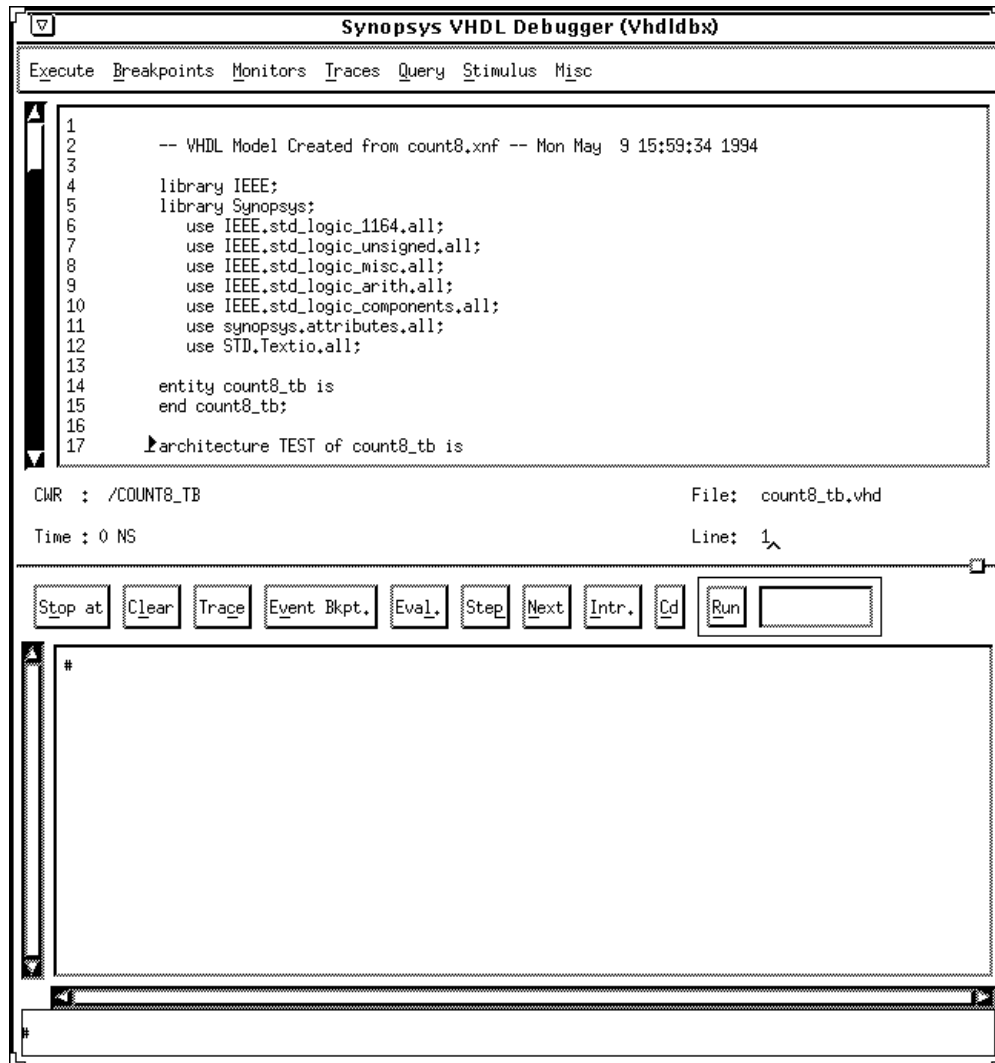 Synopsys VHDL Debugger (Vhdldbx)
Execute Breakpoints Monitors Traces Query Stimulus Misc
1
2 -- VHDL Model Created from count8.xnf -- Mon May  9 15:59:34 1994
3
4 library IEEE;
5 library Synopsys;
6 use IEEE.std_logic_1164.all;
7 use IEEE.std_logic_unsigned.all;
8 use IEEE.std_logic_misc.all;
9 use IEEE.std_logic_arith.all;
10 use IEEE.std_logic_components.all;
11 use synopsys.attributes.all;
12 use STD.Textio.all;
13
14 entity count8_tb is
15 end count8_tb;
16
17 architecture TEST of count8_tb is
CWR : /COUNT8_TB File: count8_tb.vhd
Time : 0 NS Line: 1
Stop at Clear Trace Event Bkpt. Eval. Step Next Intr. Cd Run
#
#